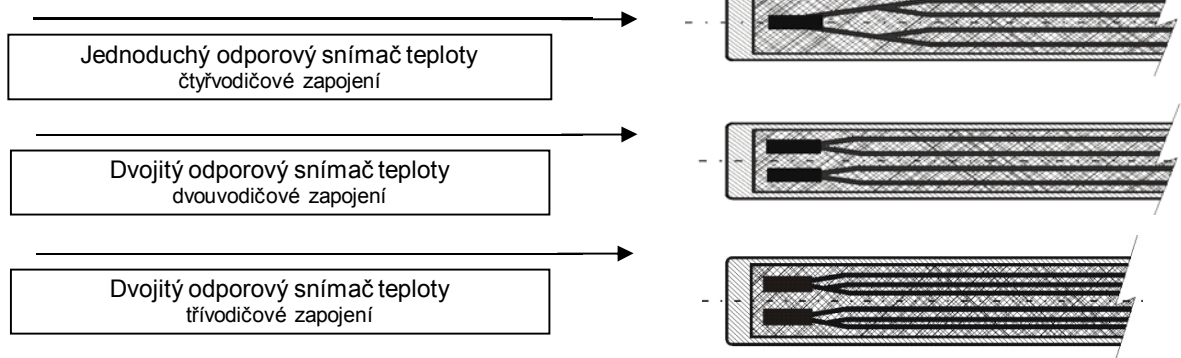 Jednoduchý odporový snímač teploty
čtyřvodičové zapojení
Dvojitý odporový snímač teploty
dvouvodičové zapojení
Dvojitý odporový snímač teploty
třívodičové zapojení